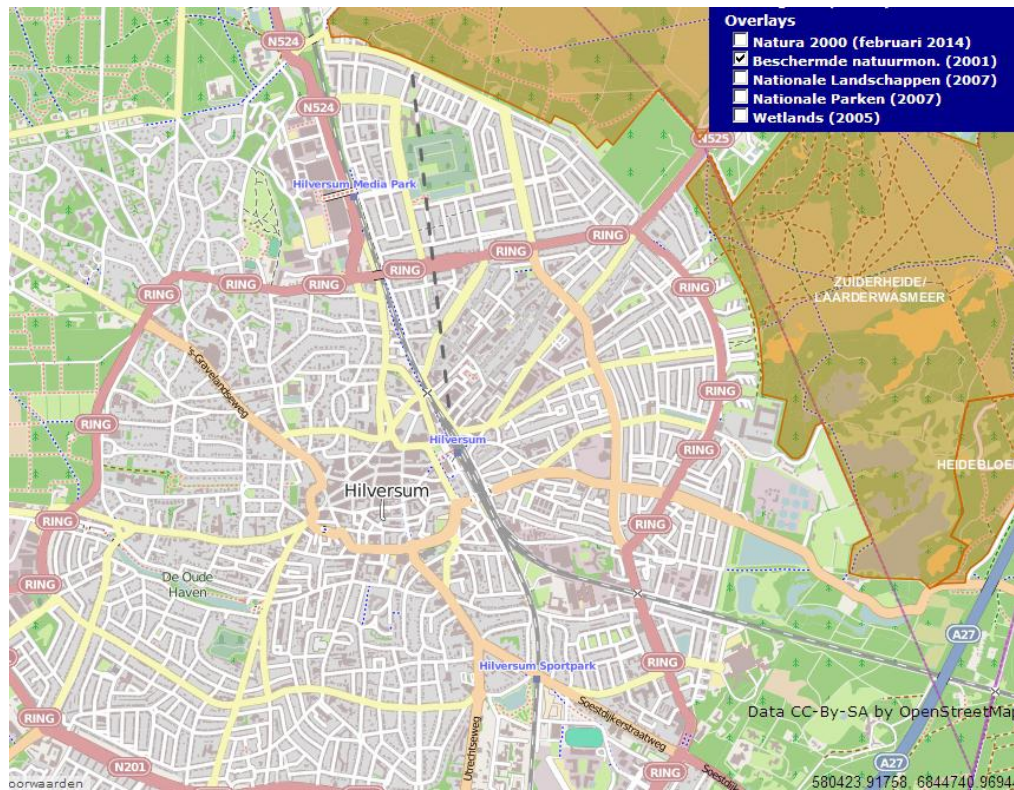 Overlays
Natura 2000 (februari 2014)
Beschermde natuurmon. (2001)
Nationale Landschappen (2007)
Nationale Parken (2007)
Wetlands (2005)
N524
N524
N525
Hilversum Media Park
RING
RING
RING
RING
RING
RING
RING
ZUIDERHEIDE/
LAARDERWASMEER
RING
's-Gravelandseweg
RING
RING
Hilversum
RING
HEIDEBLOE
Hilversum
RING
RING
De Oude
Haven
RING
A27
RING
Hilversum Sportpark
Soestdijkerstraatweg
RING
Data CC-By-SA by OpenStreetMap
Utrechtseweg
N201
RING
Soestdijk
A27
oorwaarden
580423.91758, 6844740.96944